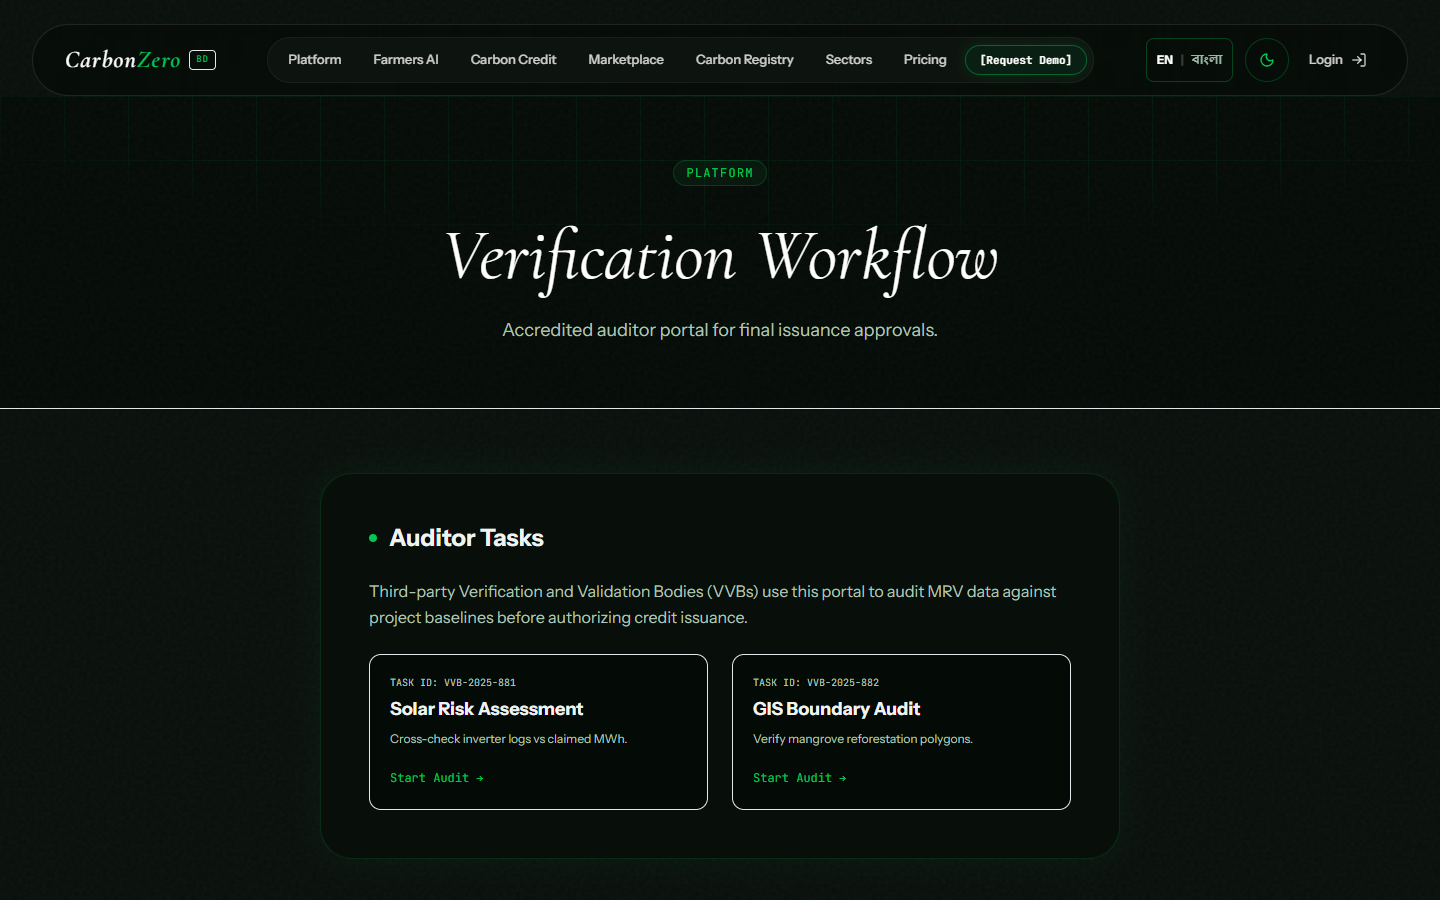 CarbonZero BD
Platform Farmers AI Carbon Credit Marketplace Carbon Registry Sectors Pricing [Request Demo]
EN | বাংলা
Login
PLATFORM
Verification Workflow
Accredited auditor portal for final issuance approvals.
Auditor Tasks
Third-party Verification and Validation Bodies (VVBs) use this portal to audit MRV data against
project baselines before authorizing credit issuance.
TASK ID: VVB-2025-881
Solar Risk Assessment
Cross-check inverter logs vs claimed MWh.
Start Audit →
TASK ID: VVB-2025-882
GIS Boundary Audit
Verify mangrove reforestation polygons.
Start Audit →